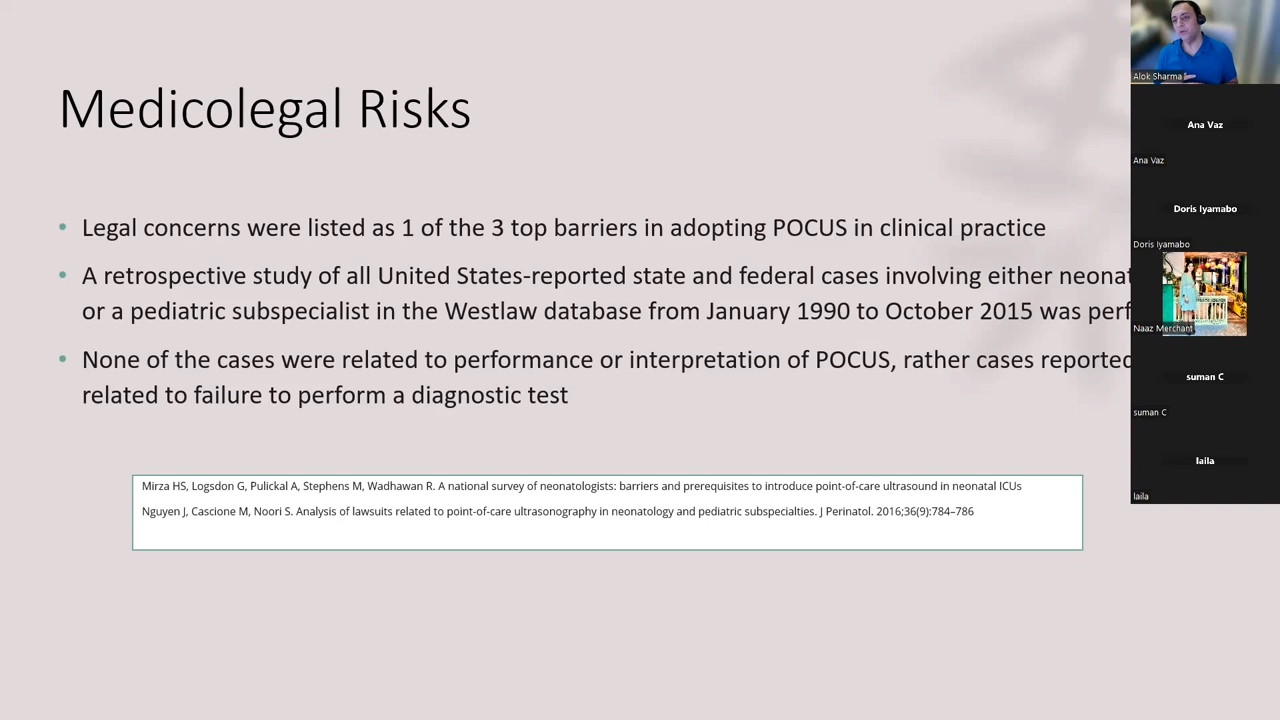 Medicolegal Risks
• Legal concerns were listed as 1 of the 3 top barriers in adopting POCUS in clinical practice
• A retrospective study of all United States-reported state and federal cases involving either neonat
or a pediatric subspecialist in the Westlaw database from January 1990 to October 2015 was perf
• None of the cases were related to performance or interpretation of POCUS, rather cases reported
related to failure to perform a diagnostic test
Mirza HS, Logsdon G, Pulickal A, Stephens M, Wadhawan R. A national survey of neonatologists: barriers and prerequisites to introduce point-of-care ultrasound in neonatal ICUs
Nguyen J, Cascione M, Noori S. Analysis of lawsuits related to point-of-care ultrasonography in neonatology and pediatric subspecialties. J Perinatol. 2016;36(9):784–786
Alok Sharma
Ana Vaz
Ana Vaz
Doris Iyamabo
Doris Iyamabo
Naaz Merchant
suman C
suman C
laila
laila